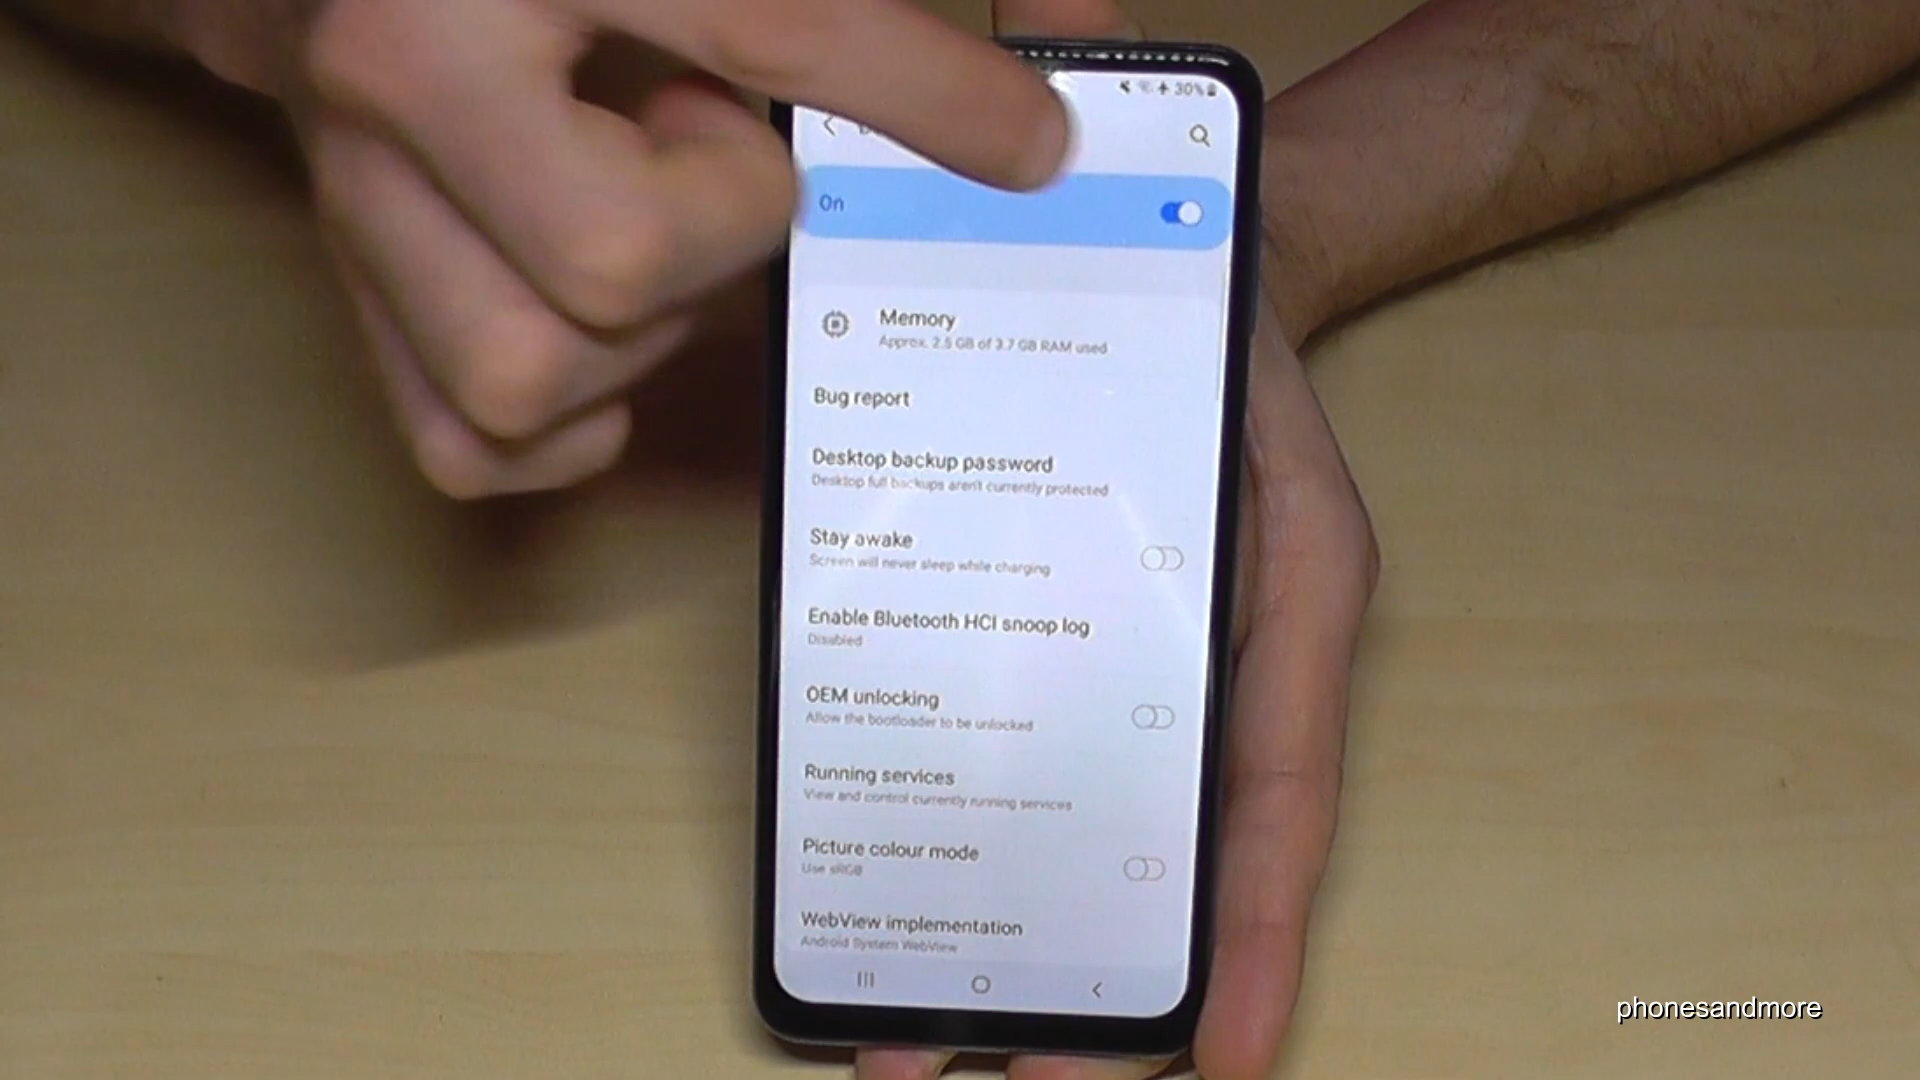 30%
On
Memory
Approx. 2.5 GB of 3.7 GB RAM used
Bug report
Desktop backup password
Desktop full backups aren't currently protected
Stay awake
Screen will never sleep while charging
Enable Bluetooth HCI snoop log
Disabled
OEM unlocking
Allow the bootloader to be unlocked
Running services
View and control currently running services
Picture colour mode
Use sRGB
WebView implementation
Android System WebView
phonesandmore